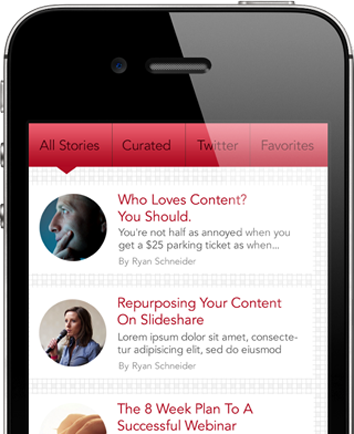 All Stories Curated Twitter Favorites
Who Loves Content?
You Should.
You're not half as annoyed when you
get a $25 parking ticket as when...
By Ryan Schneider
Repurposing Your Content
On Slideshare
Lorem ipsum dolor sit amet, consecte-
tur adipisicing elit, sed do eiusmod
By Ryan Schneider
The 8 Week Plan To A
Successful Webinar